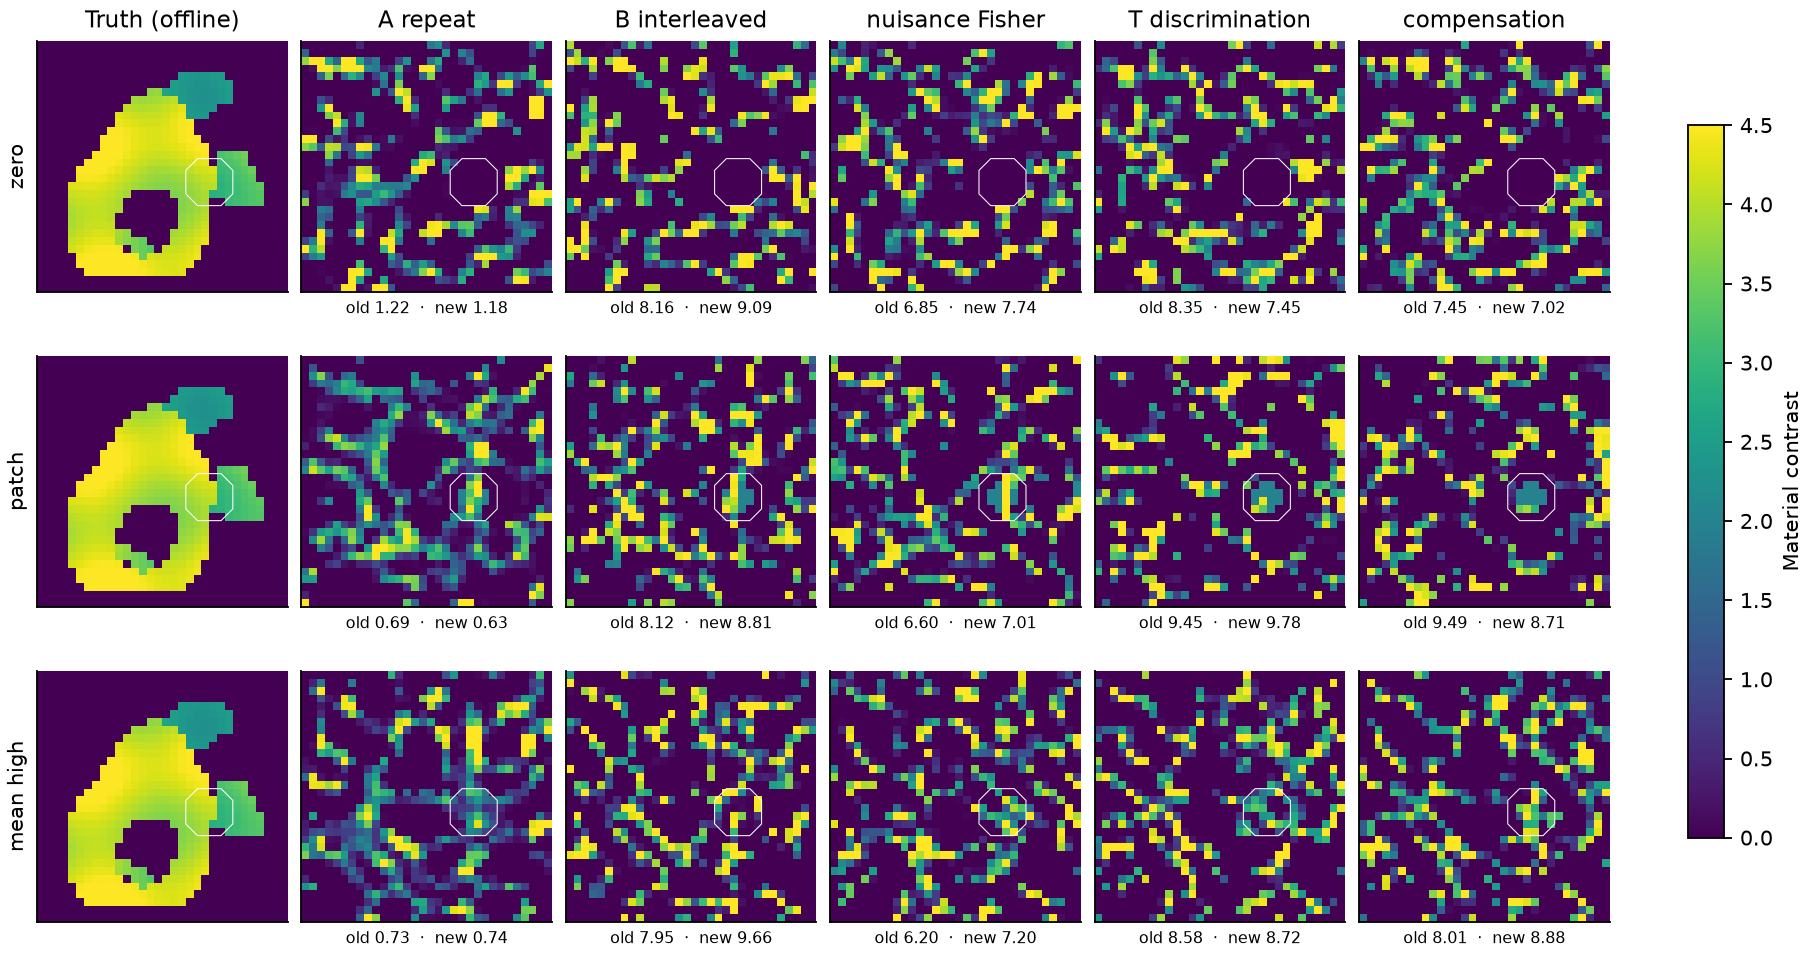 Truth (offline)
A repeat
B interleaved
nuisance Fisher
T discrimination
compensation
zero
old 1.22 · new 1.18
old 8.16 · new 9.09
old 6.85 · new 7.74
old 8.35 · new 7.45
old 7.45 · new 7.02
patch
old 0.69 · new 0.63
old 8.12 · new 8.81
old 6.60 · new 7.01
old 9.45 · new 9.78
old 9.49 · new 8.71
mean high
old 0.73 · new 0.74
old 7.95 · new 9.66
old 6.20 · new 7.20
old 8.58 · new 8.72
old 8.01 · new 8.88
4.5
4.0
3.5
3.0
2.5
2.0
1.5
1.0
0.5
0.0
Material contrast